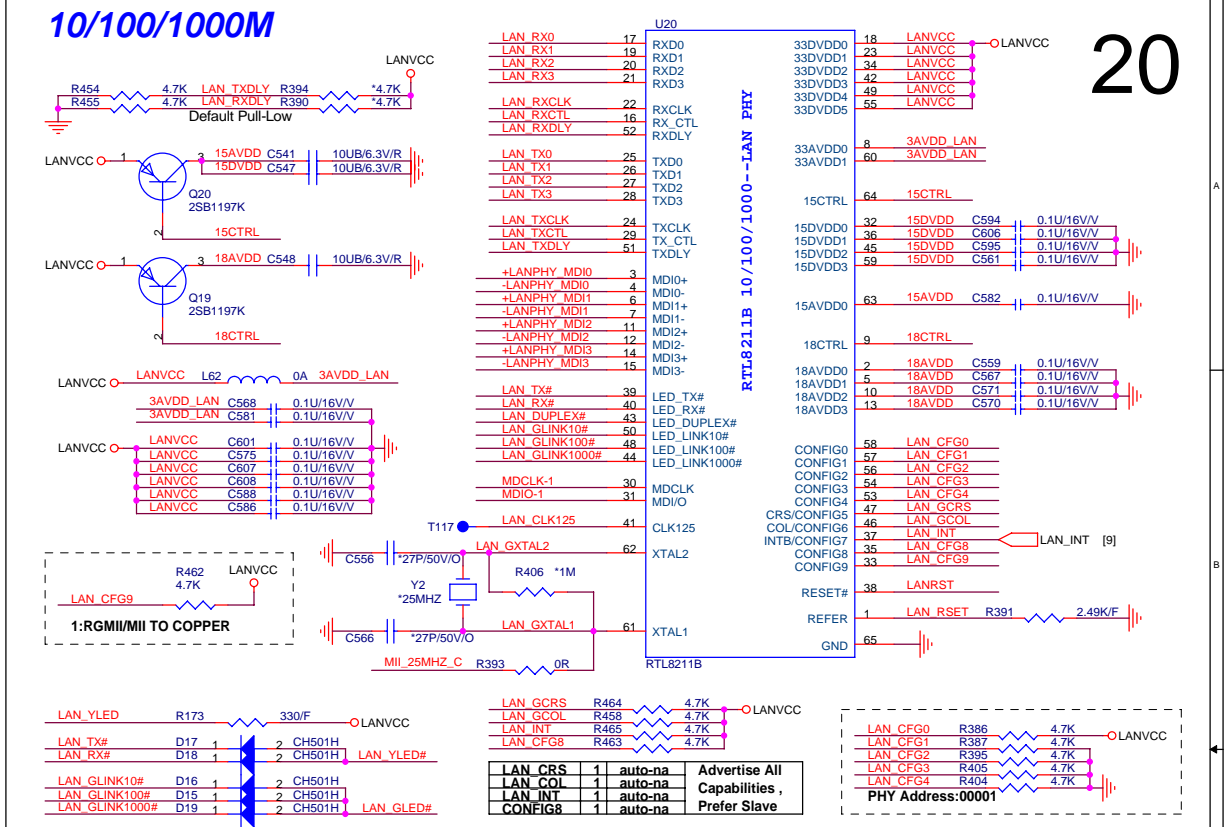 10/100/1000M
20
LANVCC
R454 4.7K LAN_TXDLY R394 *4.7K
R455 4.7K LAN_RXDLY R390 *4.7K
Default Pull-Low
LANVCC 1 3 15AVDD C541 10UB/6.3V/R
15DVDD C547 10UB/6.3V/R
Q20
2SB1197K
2 15CTRL
LANVCC 1 3 18AVDD C548 10UB/6.3V/R
Q19
2SB1197K
2 18CTRL
LANVCC LANVCC L62 0A 3AVDD_LAN
3AVDD_LAN C568 0.1U/16V/V
3AVDD_LAN C581 0.1U/16V/V
LANVCC LANVCC C601 0.1U/16V/V
LANVCC C575 0.1U/16V/V
LANVCC C607 0.1U/16V/V
LANVCC C608 0.1U/16V/V
LANVCC C588 0.1U/16V/V
LANVCC C586 0.1U/16V/V
R462
4.7K
LANVCC
LAN_CFG9
1:RGMII/MII TO COPPER
U20
LAN_RX0 17 RXD0
LAN_RX1 19 RXD1
LAN_RX2 20 RXD2
LAN_RX3 21 RXD3
LAN_RXCLK 22 RXCLK
LAN_RXCTL 16 RX_CTL
LAN_RXDLY 52 RXDLY
LAN_TX0 25 TXD0
LAN_TX1 26 TXD1
LAN_TX2 27 TXD2
LAN_TX3 28 TXD3
LAN_TXCLK 24 TXCLK
LAN_TXCTL 29 TX_CTL
LAN_TXDLY 51 TXDLY
+LANPHY_MDI0 3 MDI0+
-LANPHY_MDI0 4 MDI0-
+LANPHY_MDI1 6 MDI1+
-LANPHY_MDI1 7 MDI1-
+LANPHY_MDI2 11 MDI2+
-LANPHY_MDI2 12 MDI2-
+LANPHY_MDI3 14 MDI3+
-LANPHY_MDI3 15 MDI3-
LAN_TX# 39 LED_TX#
LAN_RX# 40 LED_RX#
LAN_DUPLEX# 43 LED_DUPLEX#
LAN_GLINK10# 50 LED_LINK10#
LAN_GLINK100# 48 LED_LINK100#
LAN_GLINK1000# 44 LED_LINK1000#
MDCLK-1 30 MDCLK
MDIO-1 31 MDI/O
T117 LAN_CLK125 41 CLK125
LAN_GXTAL2 62 XTAL2
C556 *27P/50V/O
R406 *1M
Y2
*25MHZ
LAN_GXTAL1 61 XTAL1
C566 *27P/50V/O
MII_25MHZ_C R393 0R
RTL8211B
RTL8211B 10/100/1000--LAN PHY
33DVDD0 18 LANVCC LANVCC
33DVDD1 23 LANVCC
33DVDD2 34 LANVCC
33DVDD3 42 LANVCC
33DVDD4 49 LANVCC
33DVDD5 55 LANVCC
33AVDD0 8 3AVDD_LAN
33AVDD1 60 3AVDD_LAN
15CTRL 64 15CTRL
15DVDD0 32 15DVDD C594 0.1U/16V/V
15DVDD1 36 15DVDD C606 0.1U/16V/V
15DVDD2 45 15DVDD C595 0.1U/16V/V
15DVDD3 59 15DVDD C561 0.1U/16V/V
15AVDD0 63 15AVDD C582 0.1U/16V/V
18CTRL 9 18CTRL
18AVDD0 2 18AVDD C559 0.1U/16V/V
18AVDD1 5 18AVDD C567 0.1U/16V/V
18AVDD2 10 18AVDD C571 0.1U/16V/V
18AVDD3 13 18AVDD C570 0.1U/16V/V
CONFIG0 58 LAN_CFG0
CONFIG1 57 LAN_CFG1
CONFIG2 56 LAN_CFG2
CONFIG3 54 LAN_CFG3
CONFIG4 53 LAN_CFG4
CRS/CONFIG5 47 LAN_GCRS
COL/CONFIG6 46 LAN_GCOL
INTB/CONFIG7 37 LAN_INT LAN_INT [9]
CONFIG8 35 LAN_CFG8
CONFIG9 33 LAN_CFG9
RESET# 38 LANRST
REFER 1 LAN_RSET R391 2.49K/F
GND 65
A
B
LAN_YLED R173 330/F LANVCC
LAN_TX# D17 1 2 CH501H
LAN_RX# D18 1 2 CH501H LAN_YLED#
LAN_GLINK10# D16 1 2 CH501H
LAN_GLINK100# D15 1 2 CH501H
LAN_GLINK1000# D19 1 2 CH501H LAN_GLED#
LAN_GCRS R464 4.7K LANVCC
LAN_GCOL R458 4.7K
LAN_INT R465 4.7K
LAN_CFG8 R463 4.7K
LAN_CRS 1 auto-na Advertise All
LAN_COL 1 auto-na Capabilities ,
LAN_INT 1 auto-na Prefer Slave
CONFIG8 1 auto-na
LAN_CFG0 R386 4.7K LANVCC
LAN_CFG1 R387 4.7K
LAN_CFG2 R395 4.7K
LAN_CFG3 R405 4.7K
LAN_CFG4 R404 4.7K
PHY Address:00001